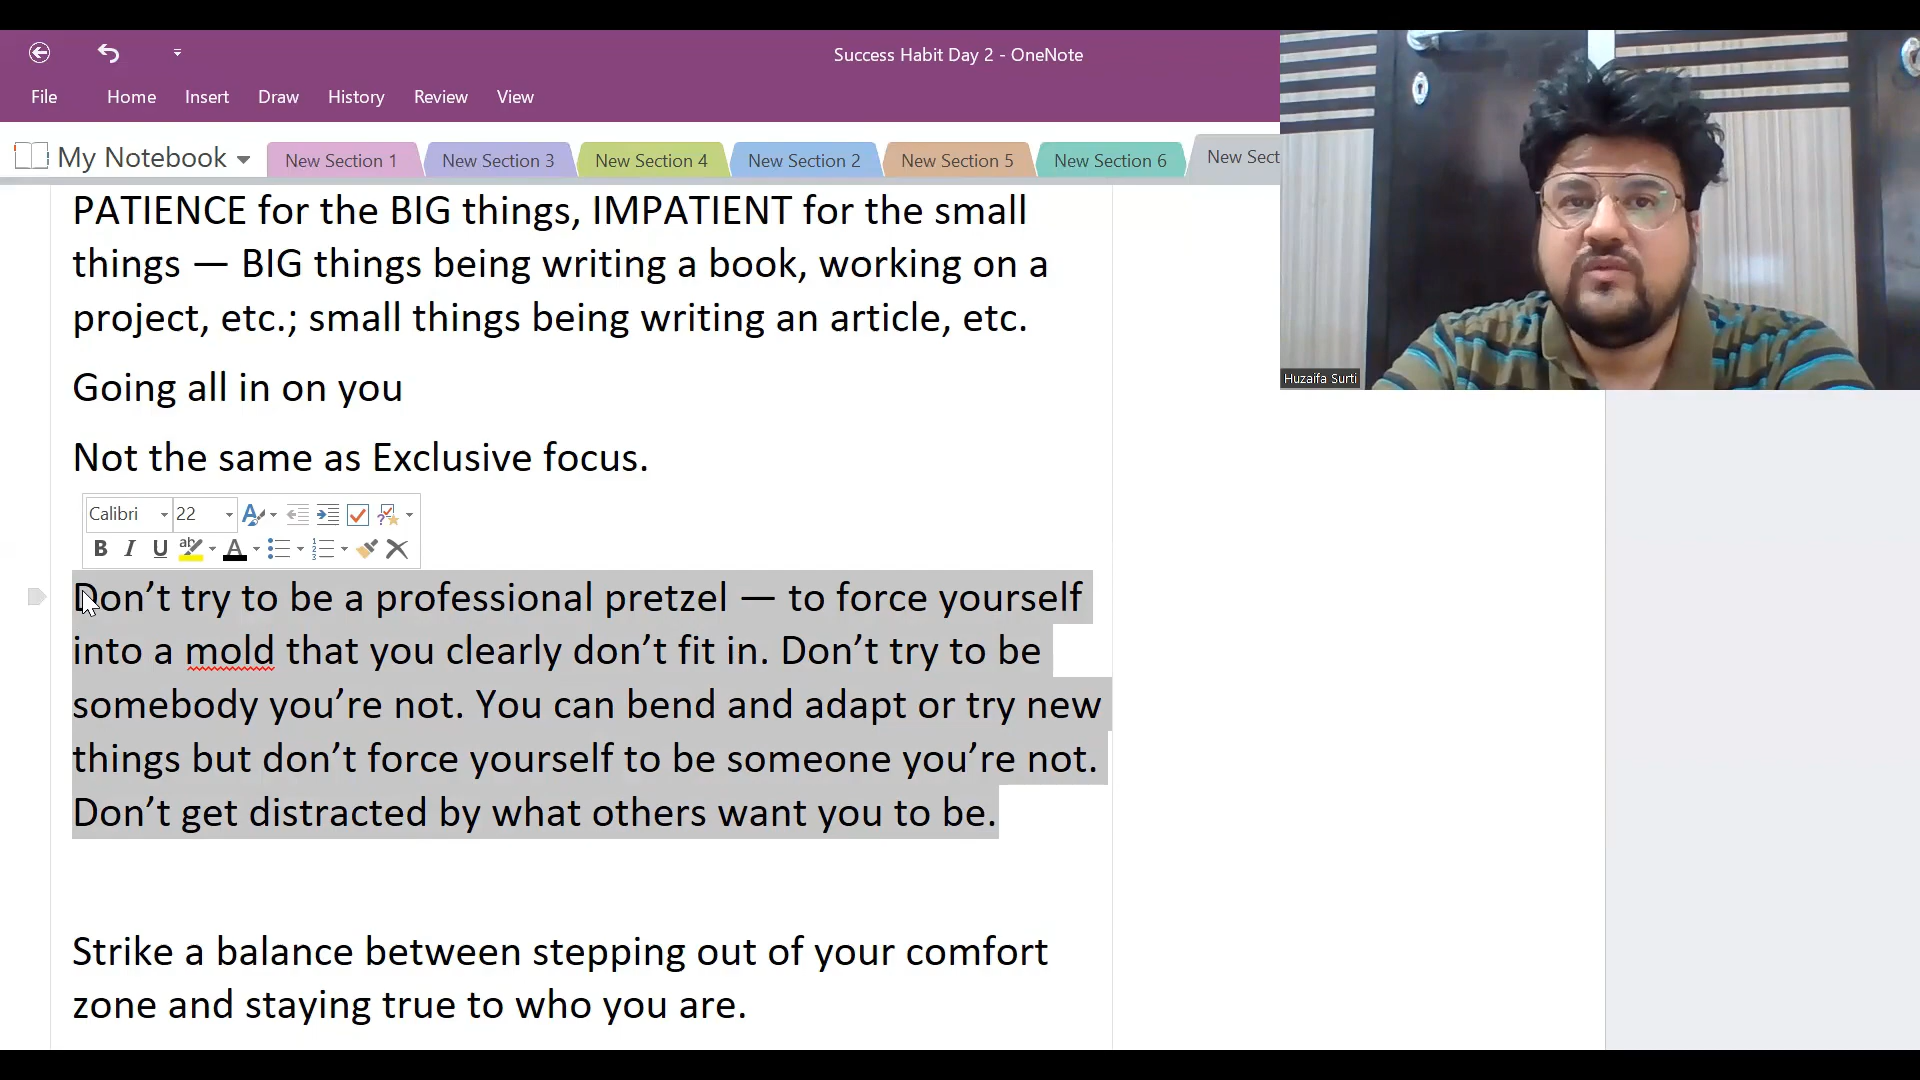 Success Habit Day 2 - OneNote
File Home Insert Draw History Review View
My Notebook New Section 1 New Section 3 New Section 4 New Section 2 New Section 5 New Section 6 New Sect
Huzaifa Surti
PATIENCE for the BIG things, IMPATIENT for the small
things — BIG things being writing a book, working on a
project, etc.; small things being writing an article, etc.
Going all in on you
Not the same as Exclusive focus.
Calibri 22
B I U ab A
Don’t try to be a professional pretzel — to force yourself
into a mold that you clearly don’t fit in. Don’t try to be
somebody you’re not. You can bend and adapt or try new
things but don’t force yourself to be someone you’re not.
Don’t get distracted by what others want you to be.
Strike a balance between stepping out of your comfort
zone and staying true to who you are.